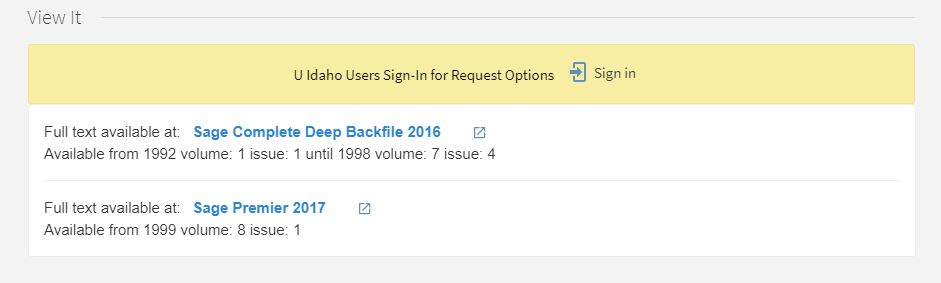 View It
U Idaho Users Sign-In for Request Options Sign in
Full text available at: Sage Complete Deep Backfile 2016
Available from 1992 volume: 1 issue: 1 until 1998 volume: 7 issue: 4
Full text available at: Sage Premier 2017
Available from 1999 volume: 8 issue: 1